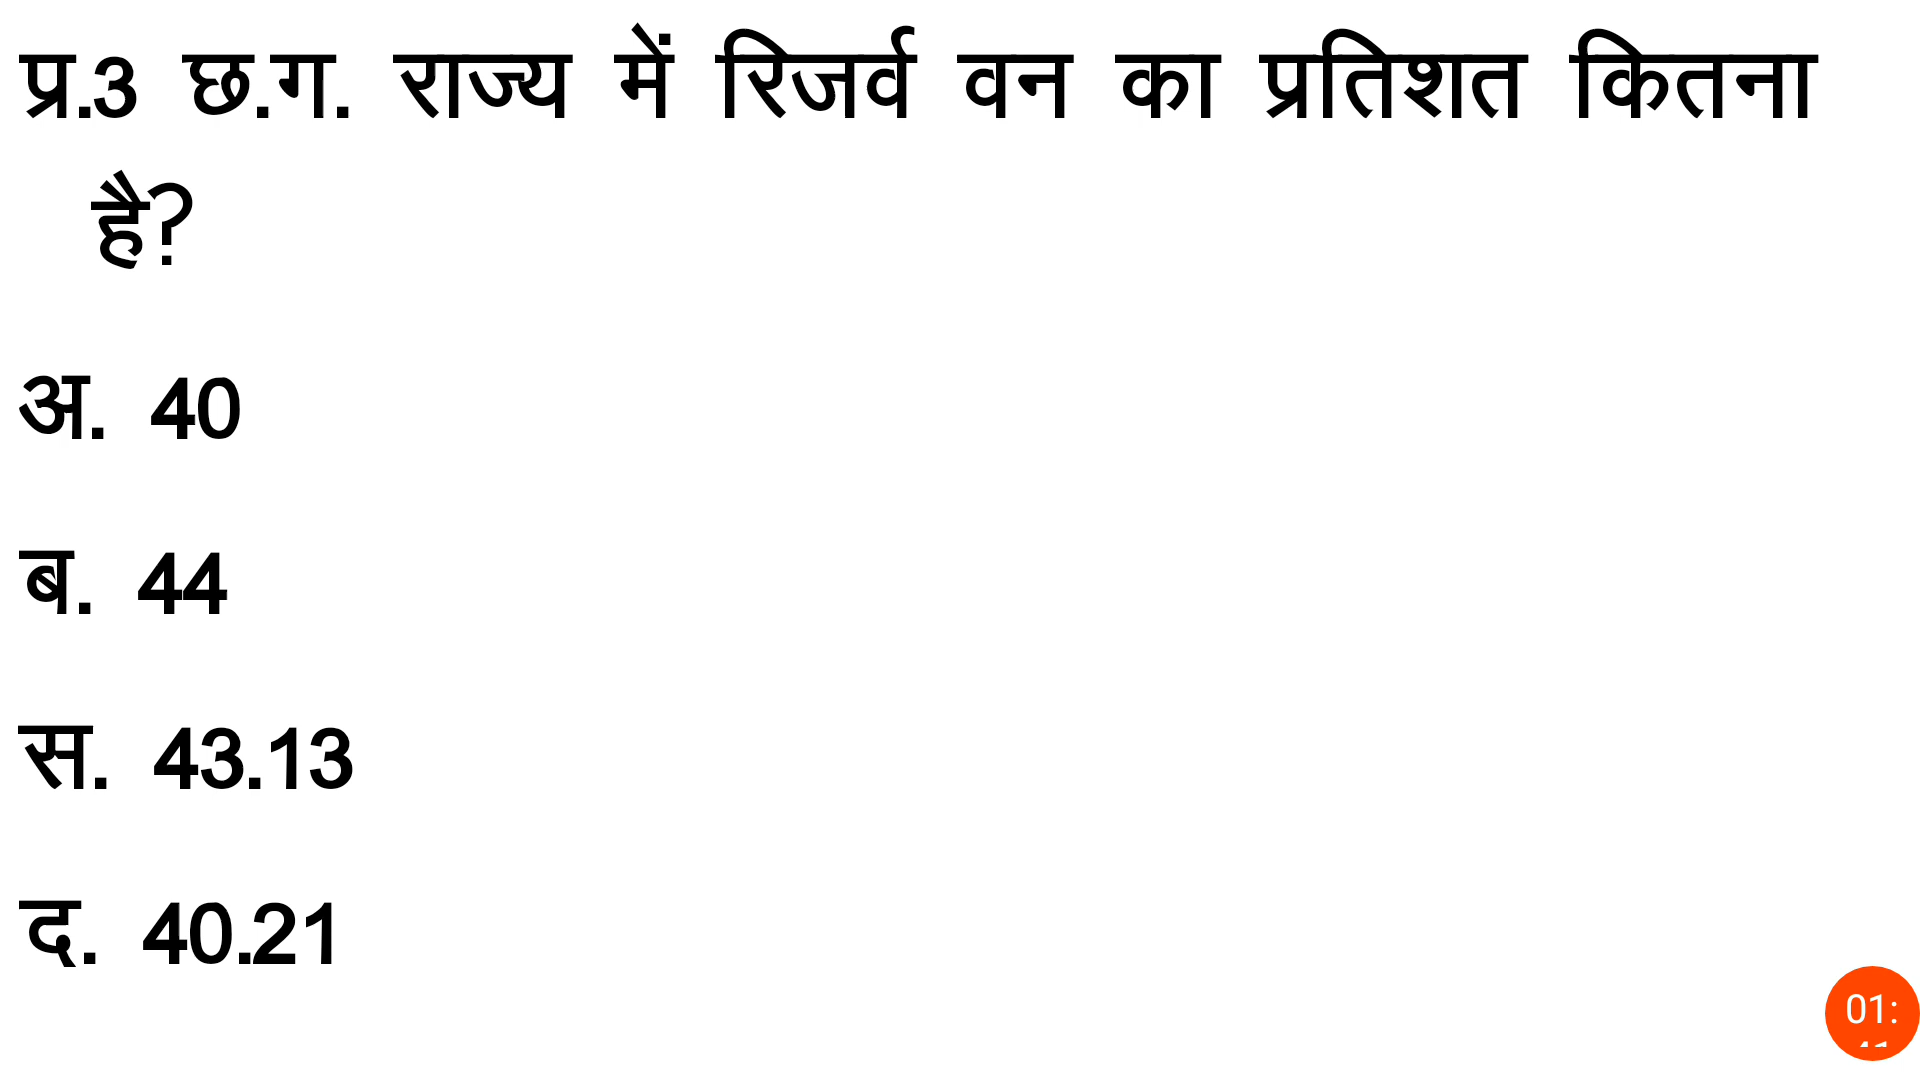 प्र.3 छ.ग. राज्य में रिजर्व वन का प्रतिशत कितना
है?
अ. 40
ब. 44
स. 43.13
द. 40.21
01: